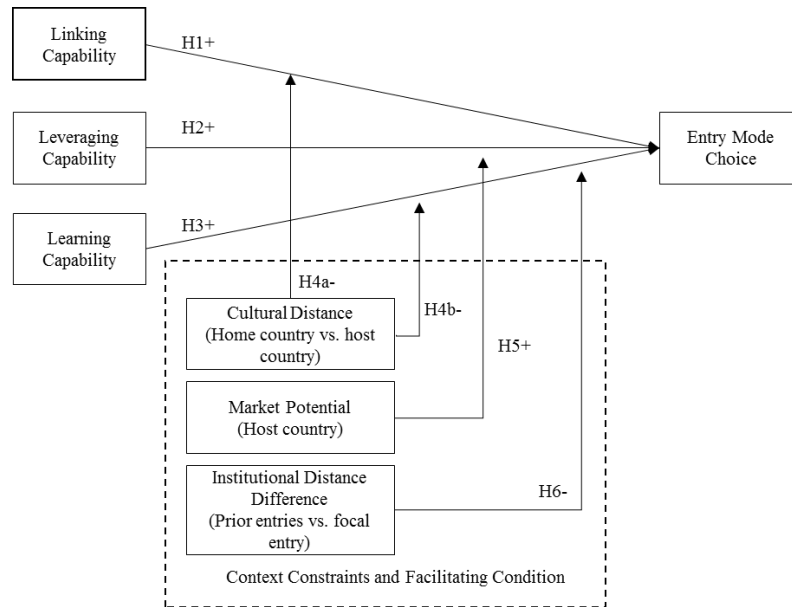 Linking
Capability
H1+
Leveraging
Capability
H2+
Entry Mode
Choice
Learning
Capability
H3+
H4a-
Cultural Distance
(Home country vs. host
country)
H4b-
H5+
Market Potential
(Host country)
Institutional Distance
Difference
(Prior entries vs. focal
entry)
H6-
Context Constraints and Facilitating Condition